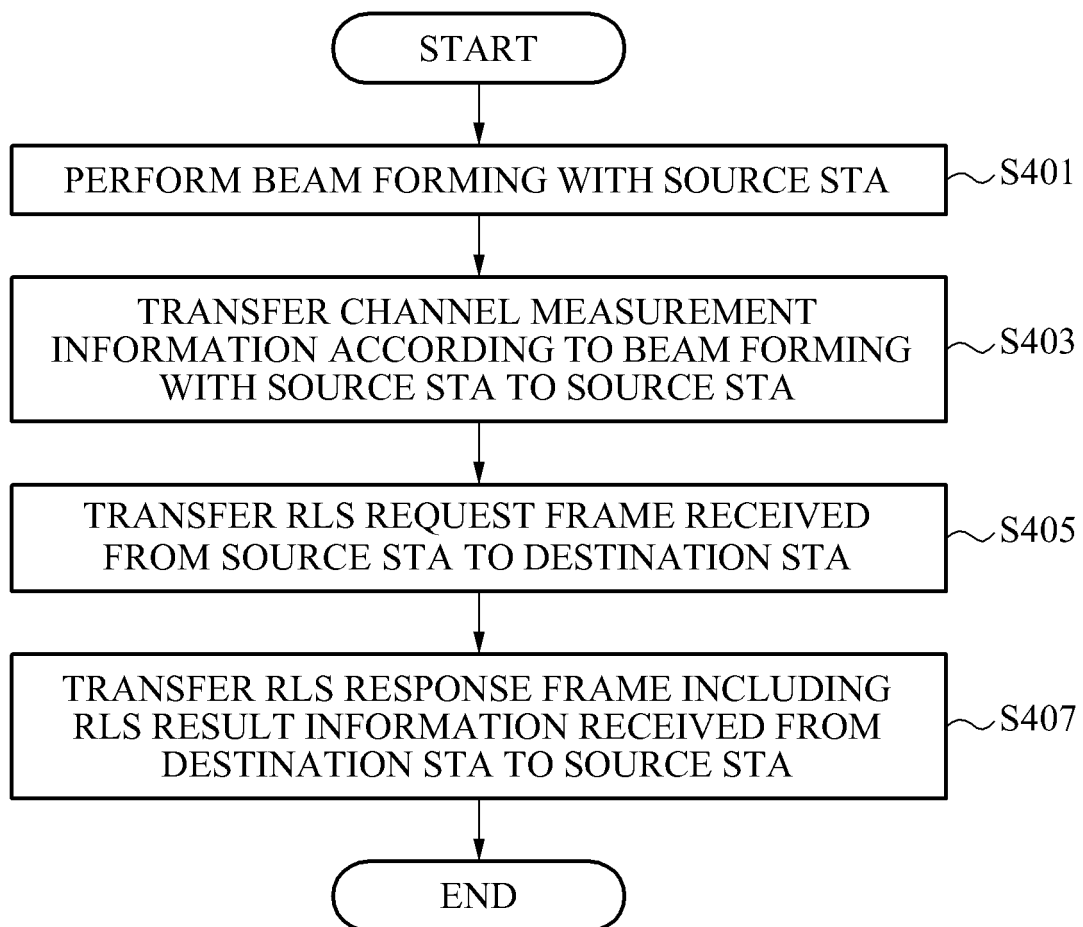 START
PERFORM BEAM FORMING WITH SOURCE STA
S401
TRANSFER CHANNEL MEASUREMENT
INFORMATION ACCORDING TO BEAM FORMING
WITH SOURCE STA TO SOURCE STA
S403
TRANSFER RLS REQUEST FRAME RECEIVED
FROM SOURCE STA TO DESTINATION STA
S405
TRANSFER RLS RESPONSE FRAME INCLUDING
RLS RESULT INFORMATION RECEIVED FROM
DESTINATION STA TO SOURCE STA
S407
END